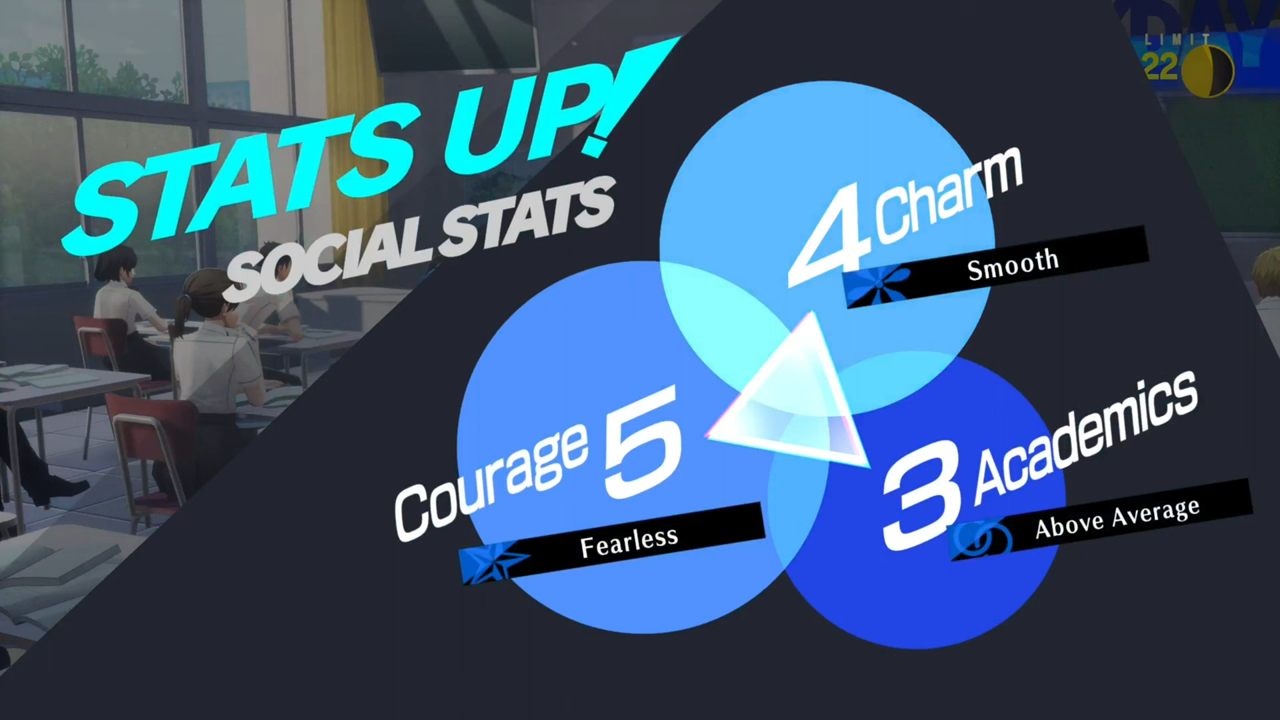 STATS UP!
SOCIAL STATS
LIMIT
22
4 Charm
Smooth
Courage 5
Fearless
3 Academics
Above Average